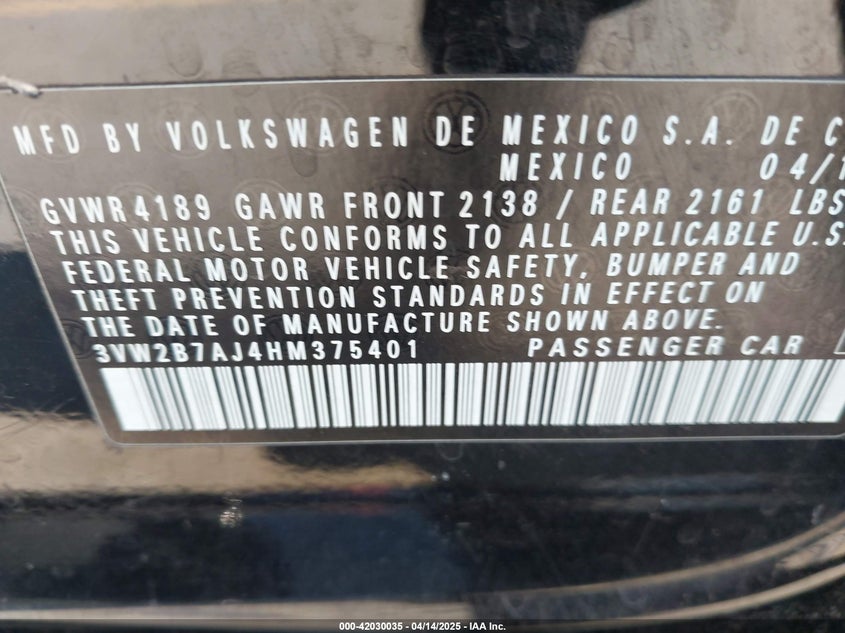 MFD BY VOLKSWAGEN DE MEXICO S.A. DE C
MEXICO 04/1
GVWR 4189 GAWR FRONT 2138 / REAR 2161 LBS
THIS VEHICLE CONFORMS TO ALL APPLICABLE U.S.
FEDERAL MOTOR VEHICLE SAFETY, BUMPER AND
THEFT PREVENTION STANDARDS IN EFFECT ON
THE DATE OF MANUFACTURE SHOWN ABOVE.
3VW2B7AJ4HM375401 PASSENGER CAR
000-42030035 - 04/14/2025 - IAA Inc.